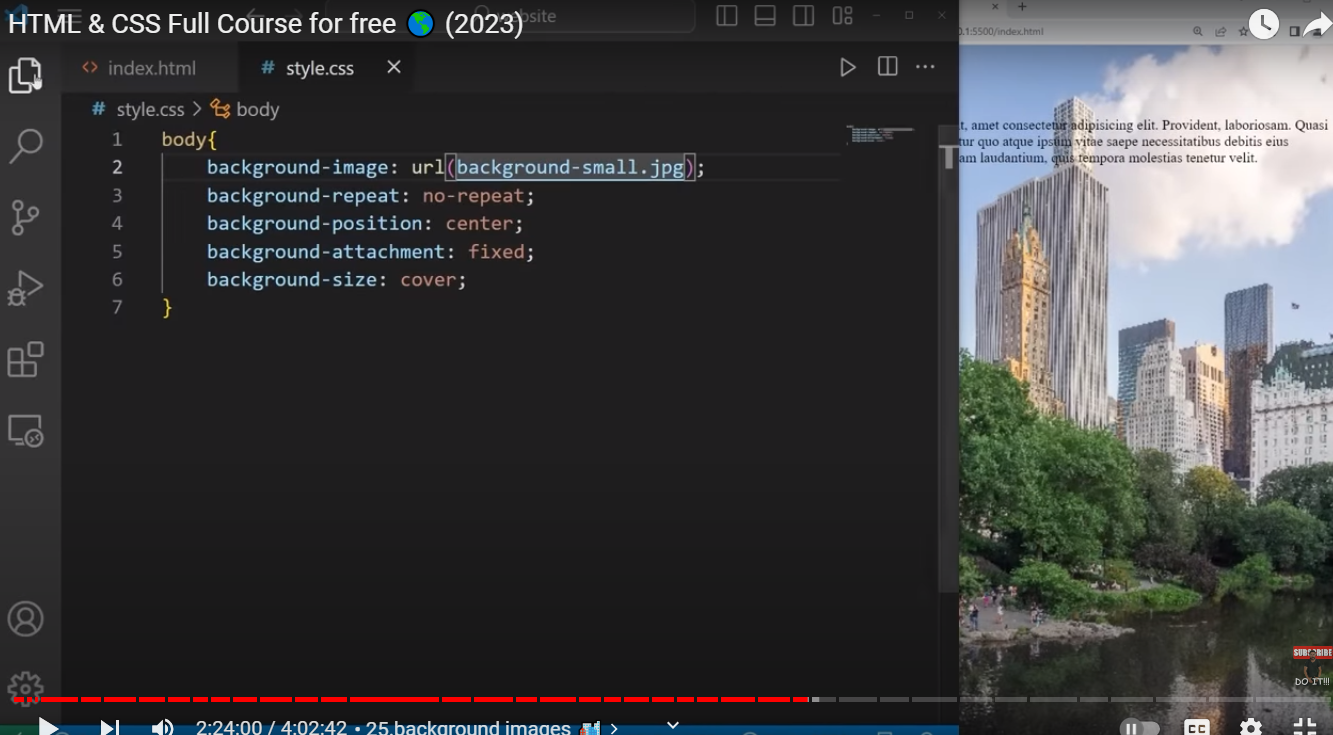 HTML & CSS Full Course for free 🌎 (2023)
website
index.html
# style.css
# style.css > body
1 body{
2 background-image: url(background-small.jpg);
3 background-repeat: no-repeat;
4 background-position: center;
5 background-attachment: fixed;
6 background-size: cover;
7 }
T
0.1:5500/index.html
t, amet consectetur adipisicing elit. Provident, laboriosam. Quasi
tur quo atque ipsum vitae saepe necessitatibus debitis eius
am laudantium, quis tempora molestias tenetur velit.
SUBSCRIBE
DO IT!!!
2:24:00 / 4:02:42 • 25.background images
CC